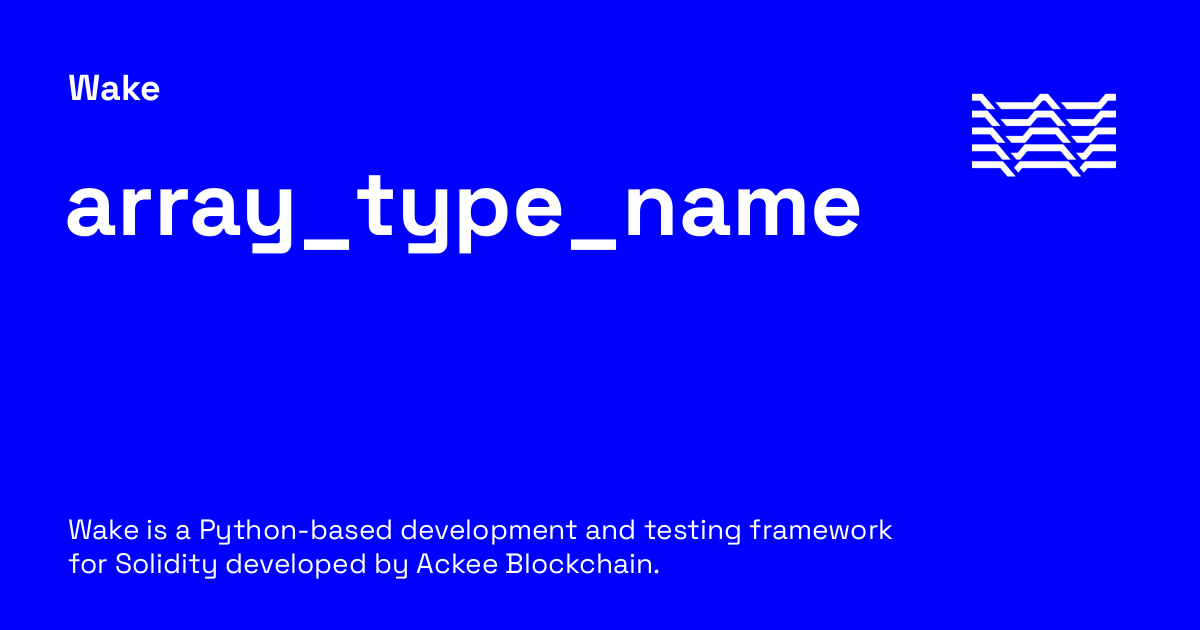 Wake
array_type_name
Wake is a Python-based development and testing framework
for Solidity developed by Ackee Blockchain.